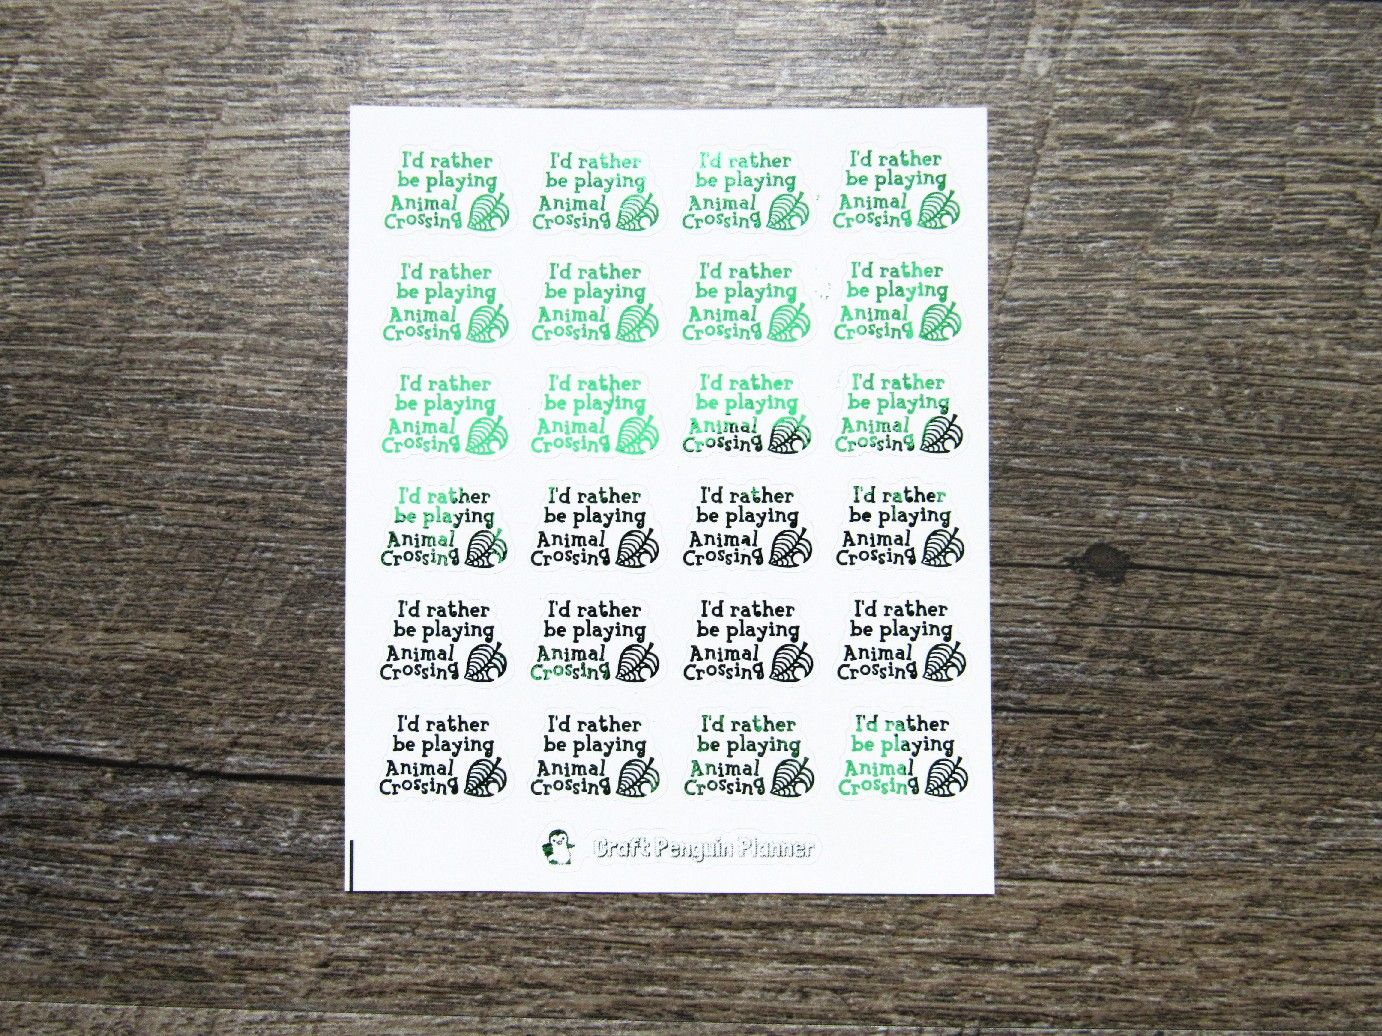 I'd rather I'd rather I'd rather I'd rather
be playing be playing be playing be playing
Animal Animal Animal Animal
Crossing Crossing Crossing Crossing
I'd rather I'd rather I'd rather I'd rather
be playing be playing be playing be playing
Animal Animal Animal Animal
Crossing Crossing Crossing Crossing
I'd rather I'd rather I'd rather I'd rather
be playing be playing be playing be playing
Animal Animal Animal Animal
Crossing Crossing Crossing Crossing
I'd rather I'd rather I'd rather I'd rather
be playing be playing be playing be playing
Animal Animal Animal Animal
Crossing Crossing Crossing Crossing
I'd rather I'd rather I'd rather I'd rather
be playing be playing be playing be playing
Animal Animal Animal Animal
Crossing Crossing Crossing Crossing
I'd rather I'd rather I'd rather I'd rather
be playing be playing be playing be playing
Animal Animal Animal Animal
Crossing Crossing Crossing Crossing
Craft Penguin Planner